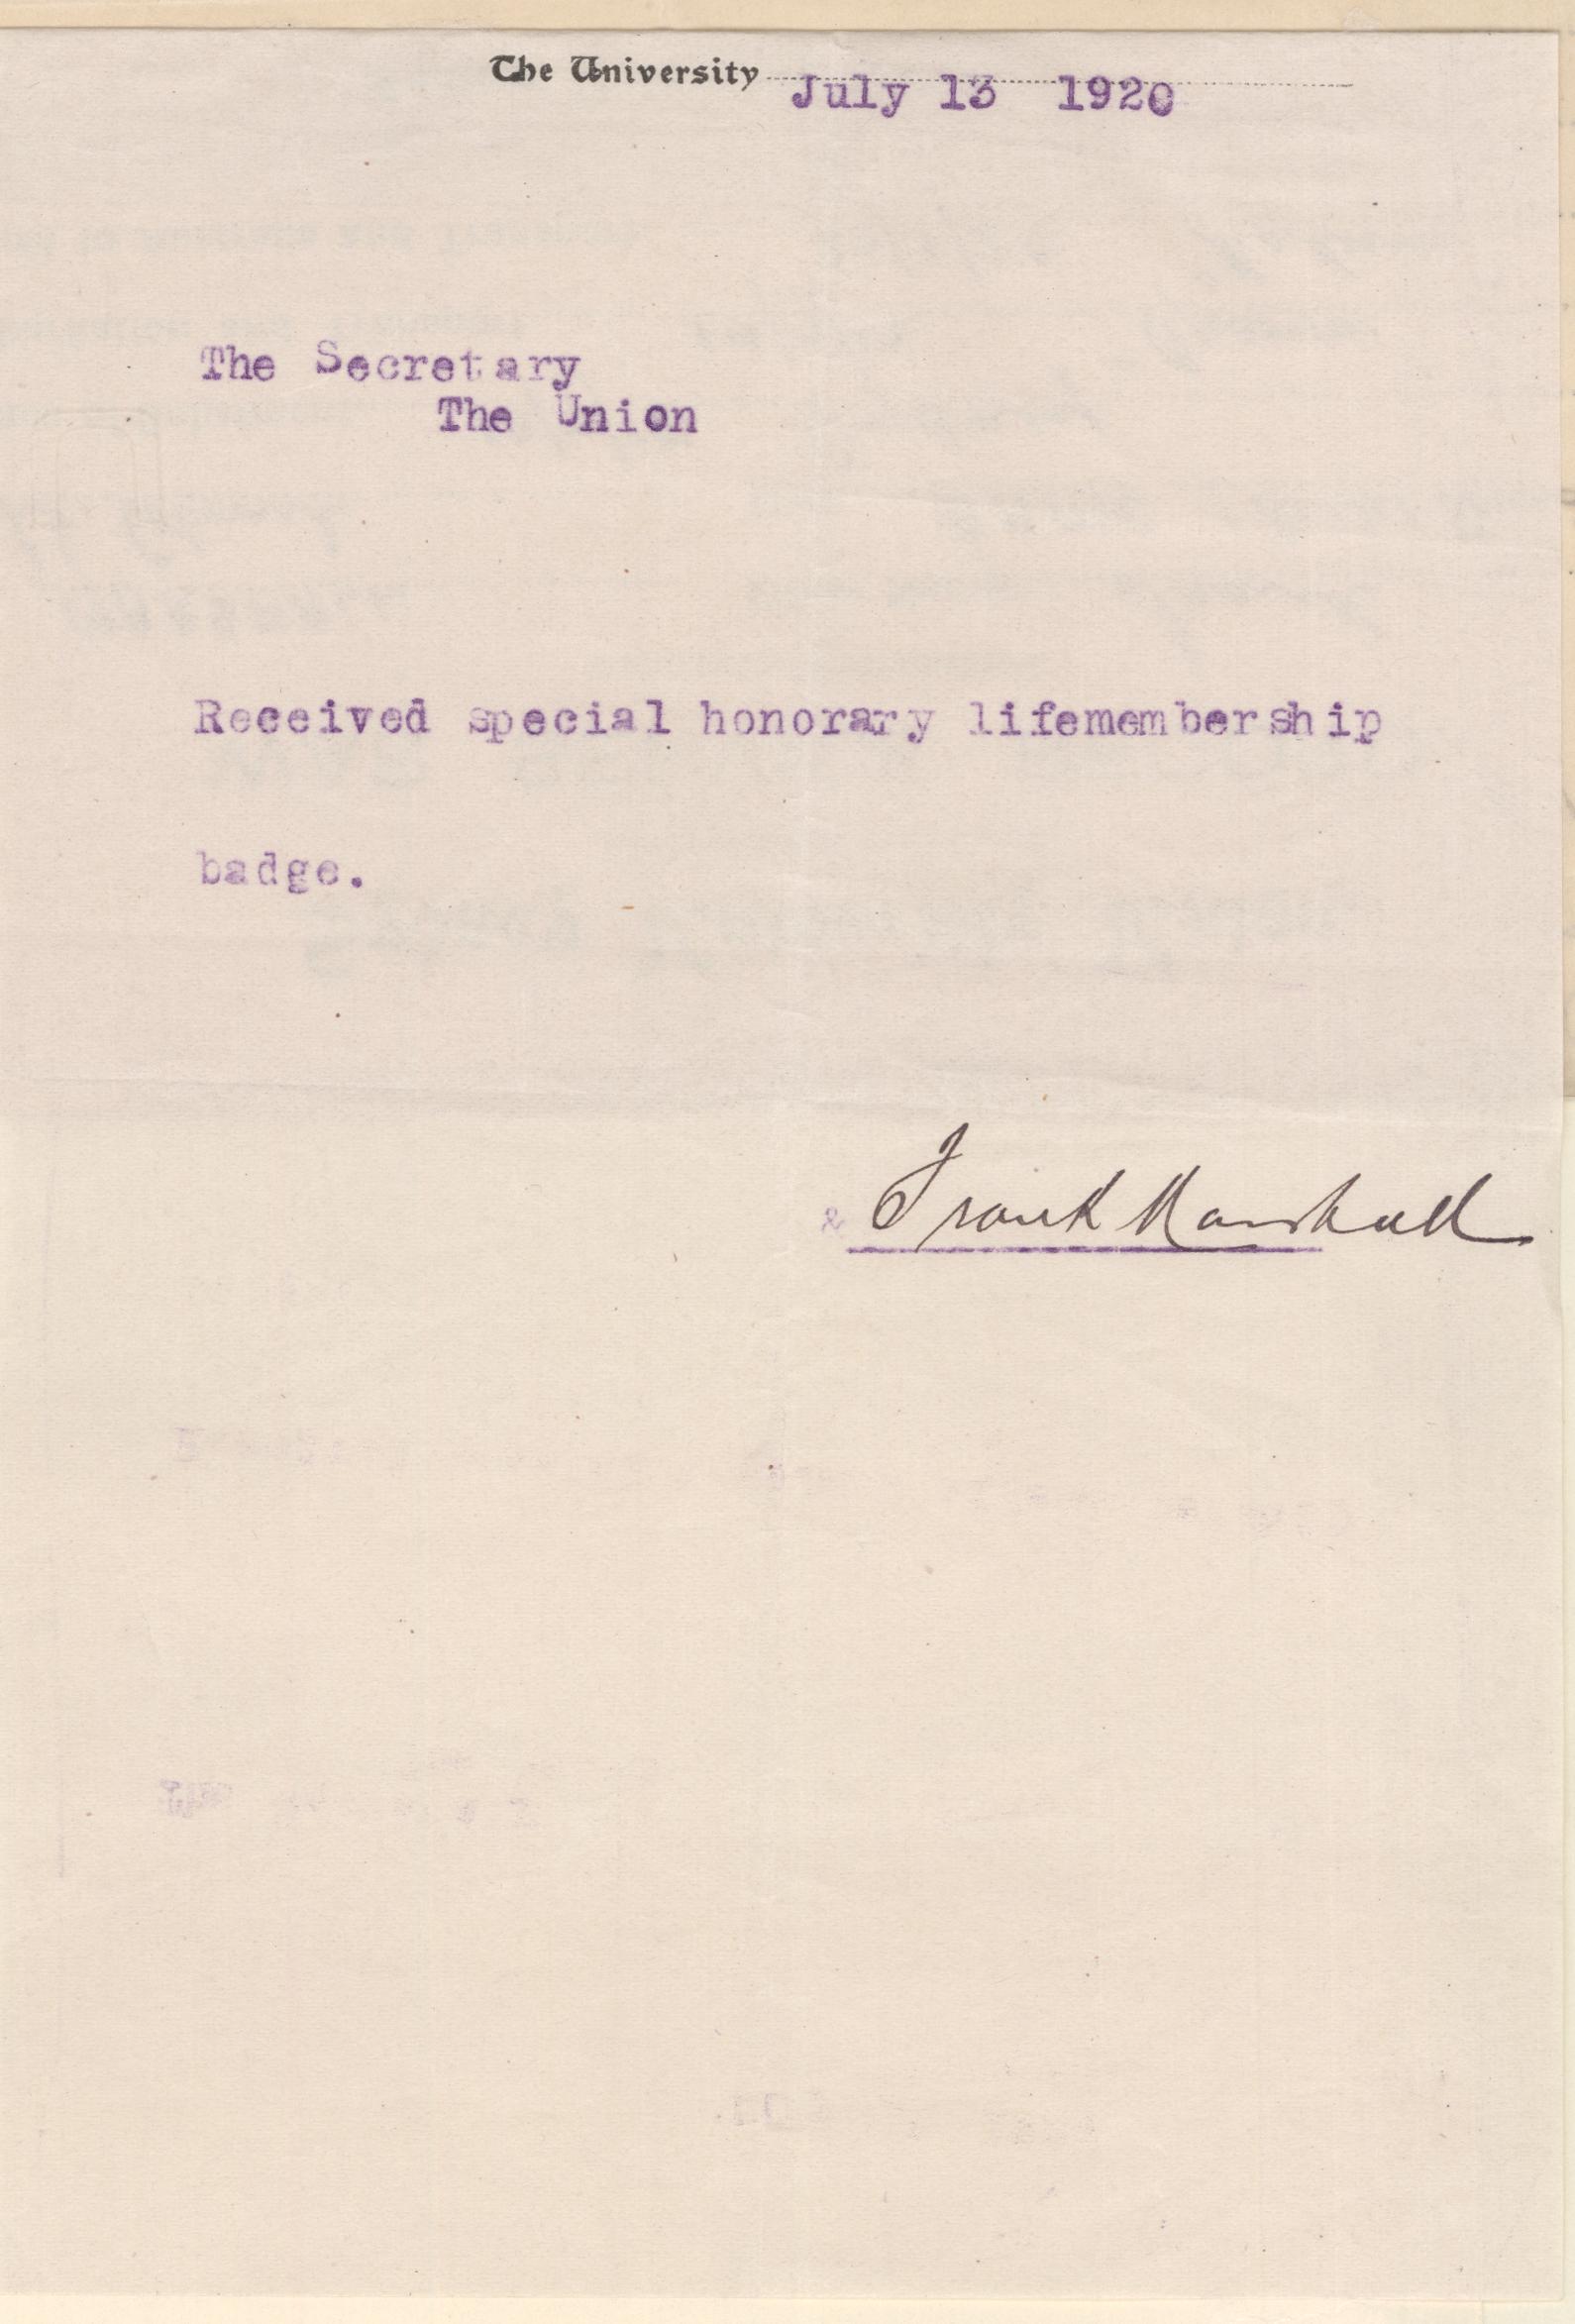 The University July 13 1920
The Secretary
The Union
Received special honorary lifemembership
badge.
Frank Marshall